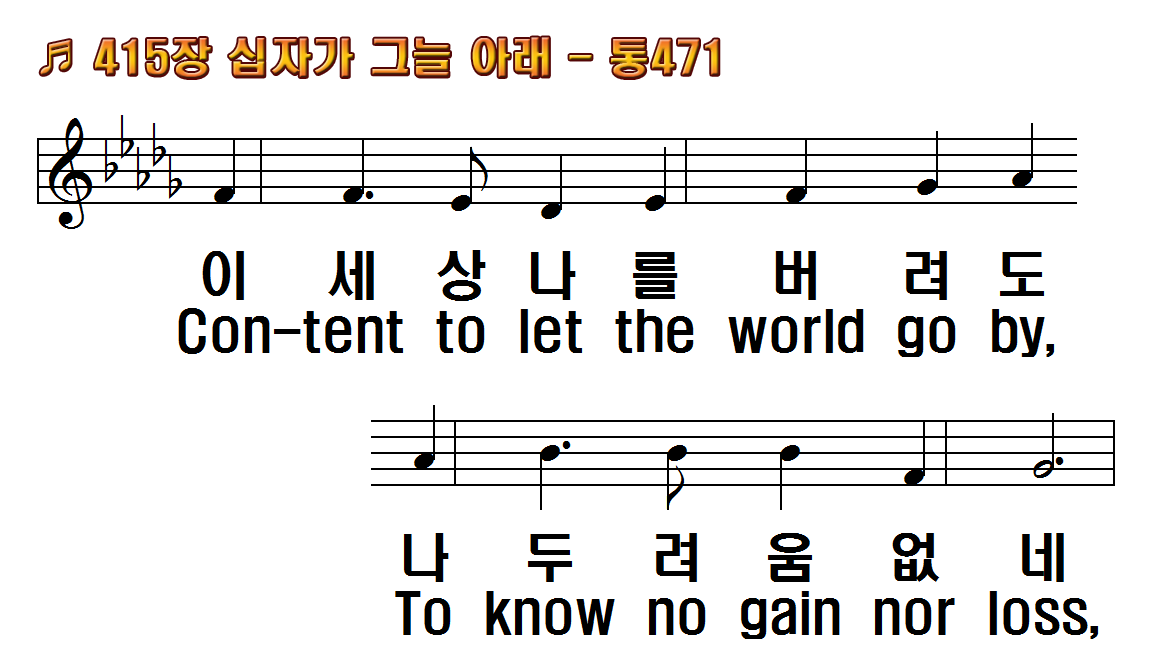 ♬ 415장 십자가 그늘 아래 - 통471
이 세 상 나 를 버 려 도
Con-tent to let the world go by,
나 두 려 움 없 네
To know no gain nor loss,